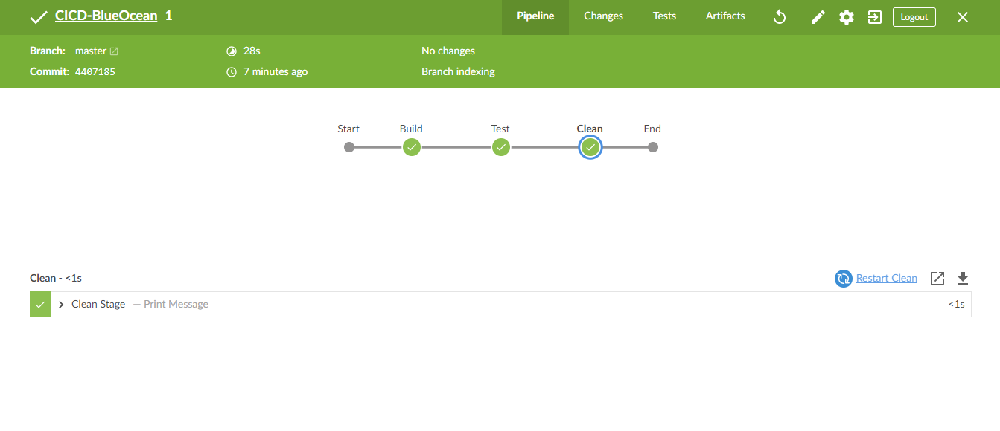 CICD-BlueOcean 1 Pipeline Changes Tests Artifacts Logout
Branch: master 28s No changes
Commit: 4407185 7 minutes ago Branch indexing
Start Build Test Clean End
Clean - <1s Restart Clean
Clean Stage — Print Message <1s